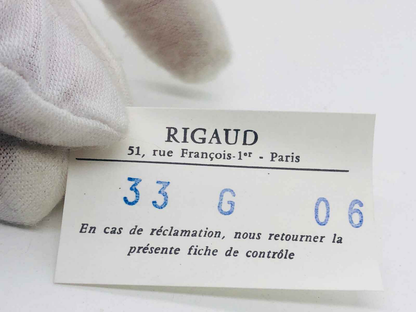 RIGAUD
51, rue François-1er - Paris
33 G 06
En cas de réclamation, nous retourner la
présente fiche de contrôle